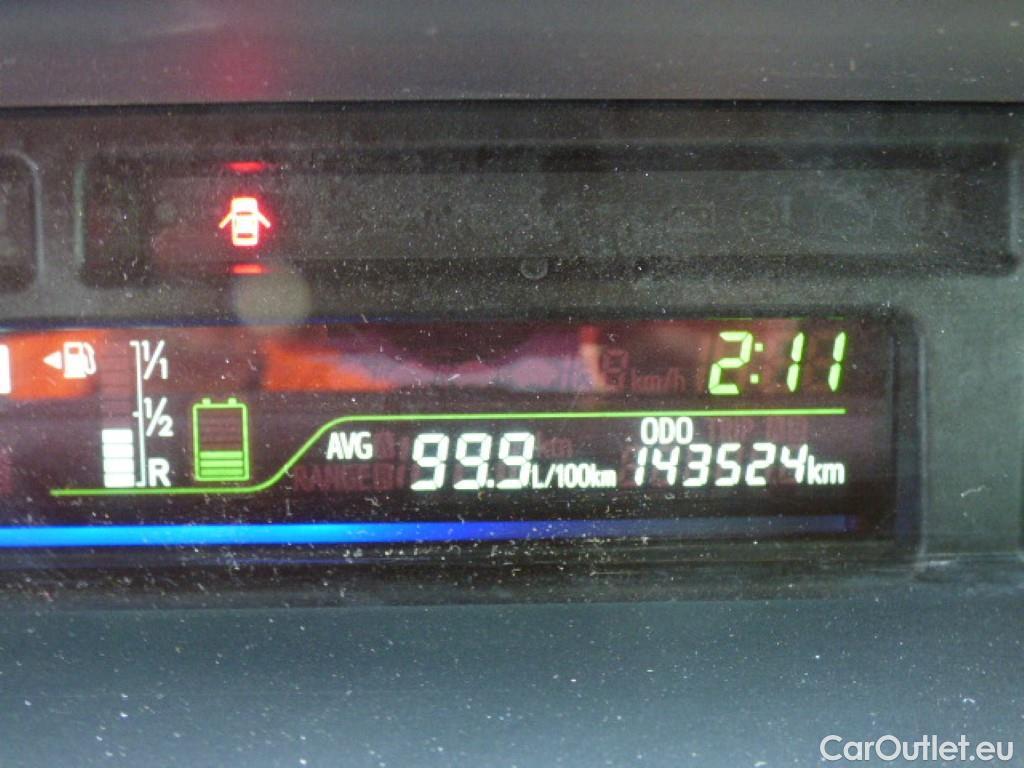 1/1
2:11
1/2
AVG 99.9 L/100km
ODO
143524 km
R
CarOutlet.eu